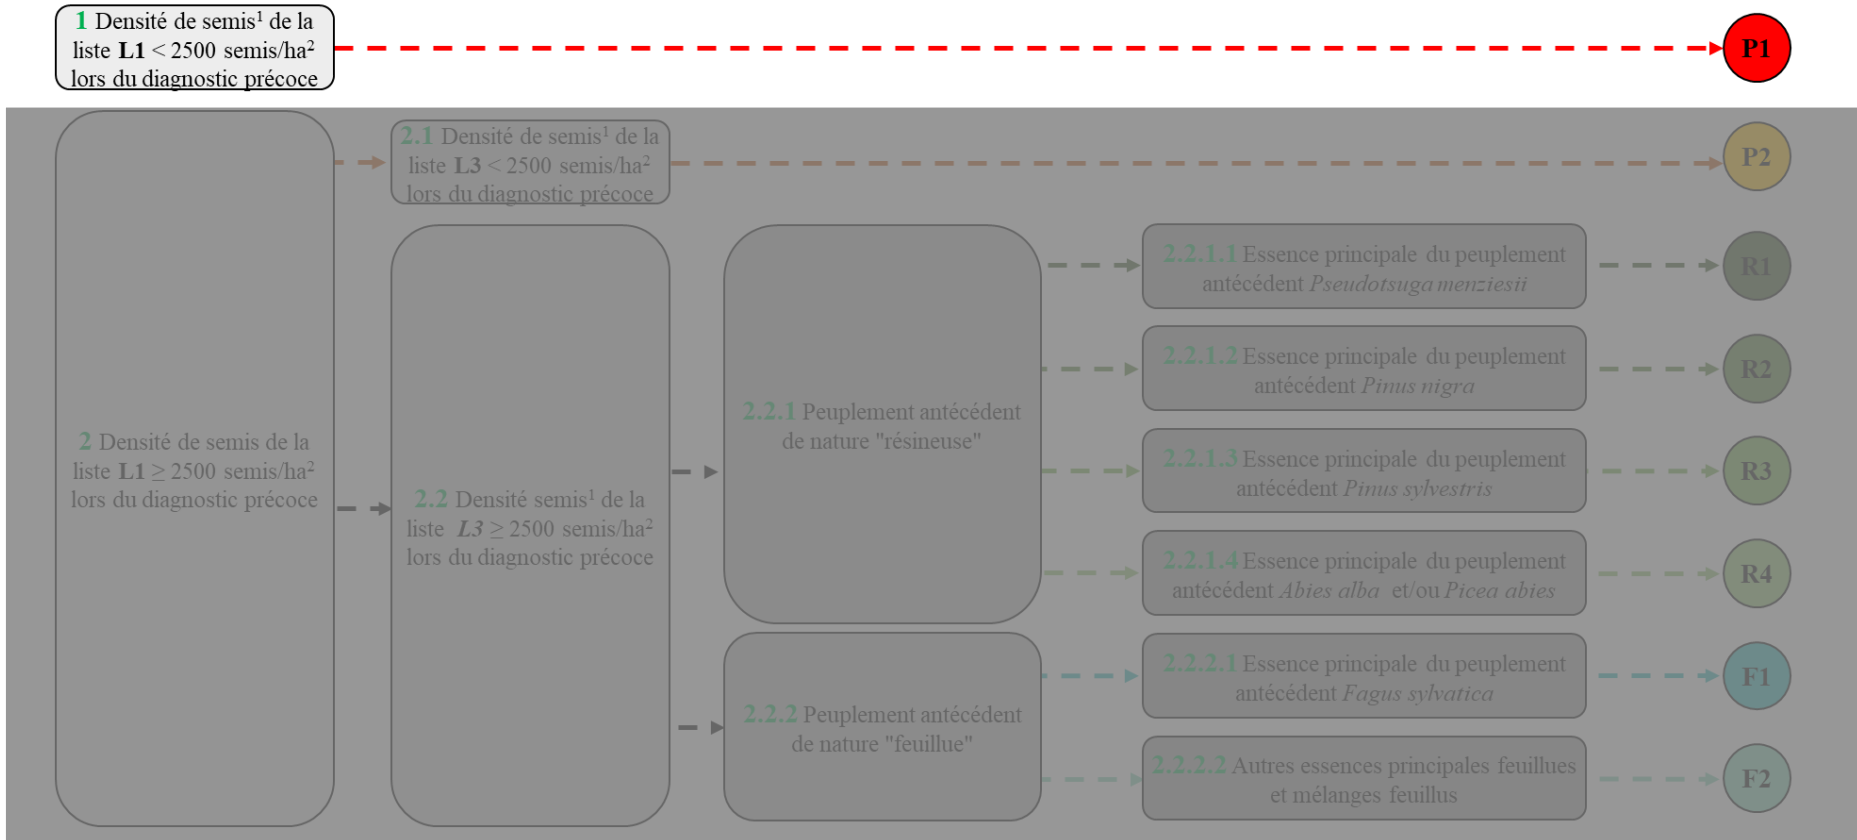 1 Densité de semis¹ de la
liste L1 < 2500 semis/ha²
lors du diagnostic précoce
P1
2.1 Densité de semis¹ de la
liste L3 < 2500 semis/ha²
lors du diagnostic précoce
P2
2 Densité de semis de la
liste L1 ≥ 2500 semis/ha²
lors du diagnostic précoce
2.2 Densité semis¹ de la
liste L3 ≥ 2500 semis/ha²
lors du diagnostic précoce
2.2.1 Peuplement antécédent
de nature "résineuse"
2.2.1.1 Essence principale du peuplement
antécédent Pseudotsuga menziesii
R1
2.2.1.2 Essence principale du peuplement
antécédent Pinus nigra
R2
2.2.1.3 Essence principale du peuplement
antécédent Pinus sylvestris
R3
2.2.1.4 Essence principale du peuplement
antécédent Abies alba et/ou Picea abies
R4
2.2.2 Peuplement antécédent
de nature "feuillue"
2.2.2.1 Essence principale du peuplement
antécédent Fagus sylvatica
F1
2.2.2.2 Autres essences principales feuillues
et mélanges feuillus
F2